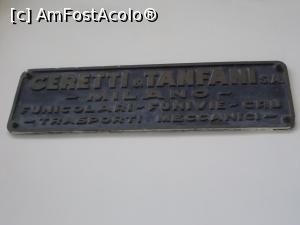 [c] AmFostAcolo®
CERETTI & TANFANI S.A.
- MILANO -
FUNICOLARI - FUNIVIE - GRU
- TRASPORTI MECCANICI -